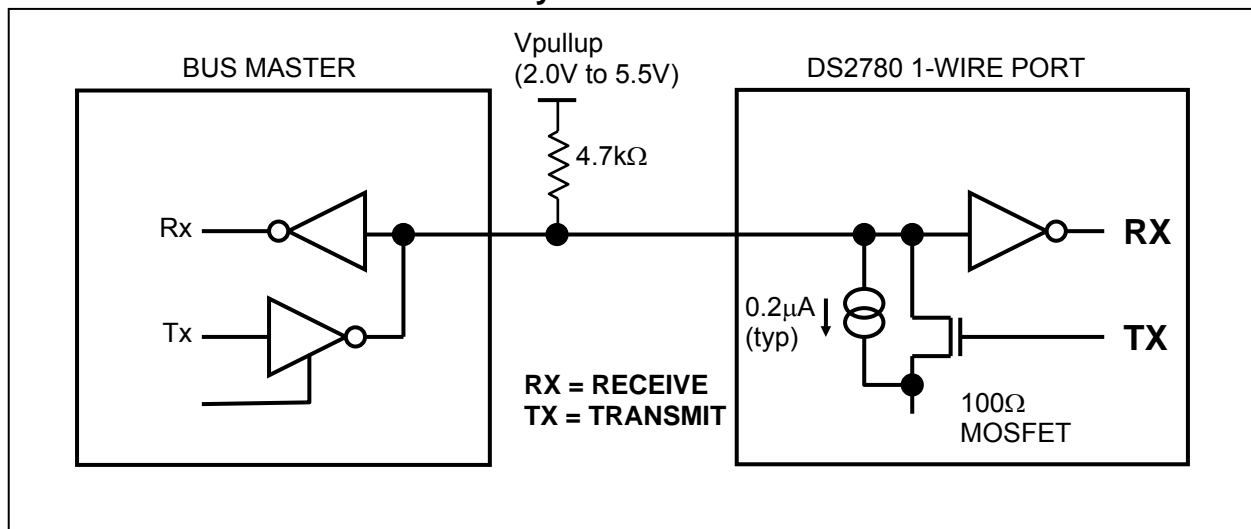 Vpullup
(2.0V to 5.5V)
BUS MASTER
DS2780 1-WIRE PORT
4.7kΩ
Rx
RX
Tx
0.2μA
(typ)
TX
RX = RECEIVE
TX = TRANSMIT
100Ω
MOSFET